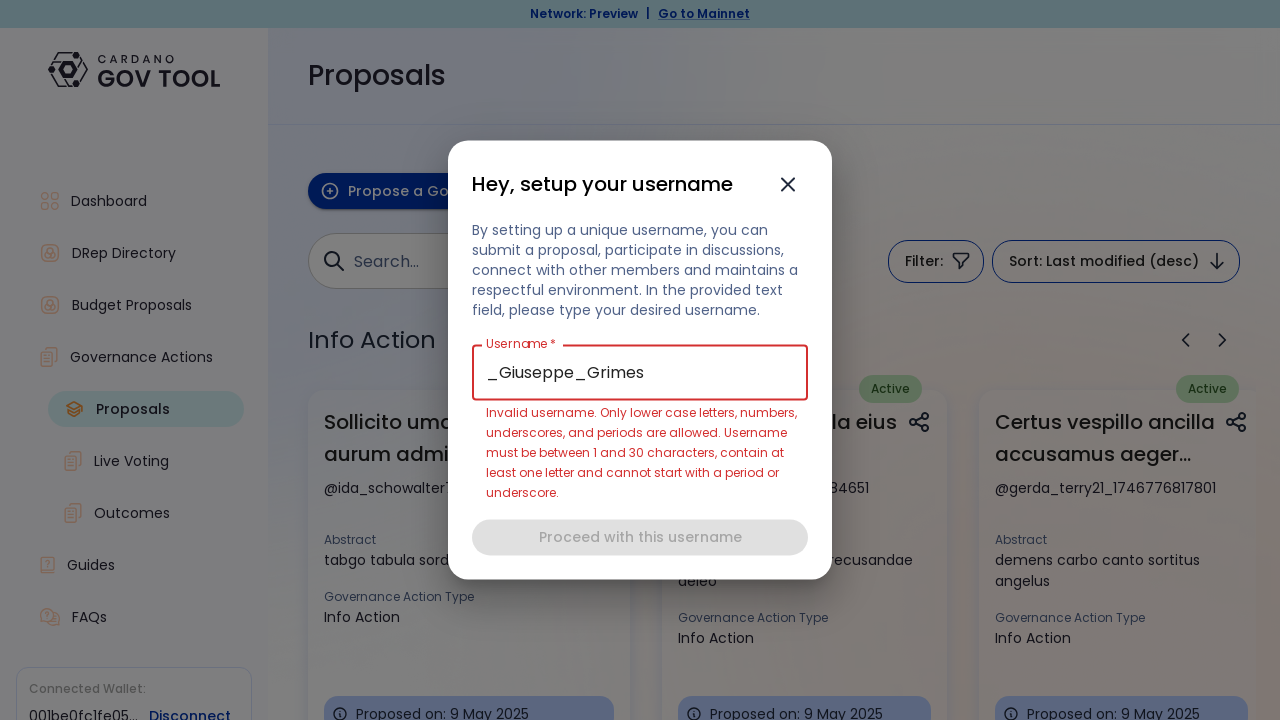 Network: Preview | Go to Mainnet
CARDANO
GOV TOOL
Proposals
Dashboard
DRep Directory
Budget Proposals
Governance Actions
Proposals
Live Voting
Outcomes
Guides
FAQs
Connected Wallet:
001be0fc1fe05... Disconnect
Propose a Go
Search...
Filter:
Sort: Last modified (desc)
Info Action
Hey, setup your username
By setting up a unique username, you can
submit a proposal, participate in discussions,
connect with other members and maintains a
respectful environment. In the provided text
field, please type your desired username.
Username *
_Giuseppe_Grimes
Invalid username. Only lower case letters, numbers,
underscores, and periods are allowed. Username
must be between 1 and 30 characters, contain at
least one letter and cannot start with a period or
underscore.
Proceed with this username
Sollicito
aurum
Abstract
tabgo tabula
Governance Action Type
Info Action
Proposed on: 9 May 2025
Active
eius
84651
recusandae
deleo
Governance Action Type
Info Action
Proposed on: 9 May 2025
Active
Certus vespillo ancilla
accusamus aeger...
@gerda_terry21_1746776817801
Abstract
demens carbo canto sortitus
angelus
Governance Action Type
Info Action
Proposed on: 9 May 2025